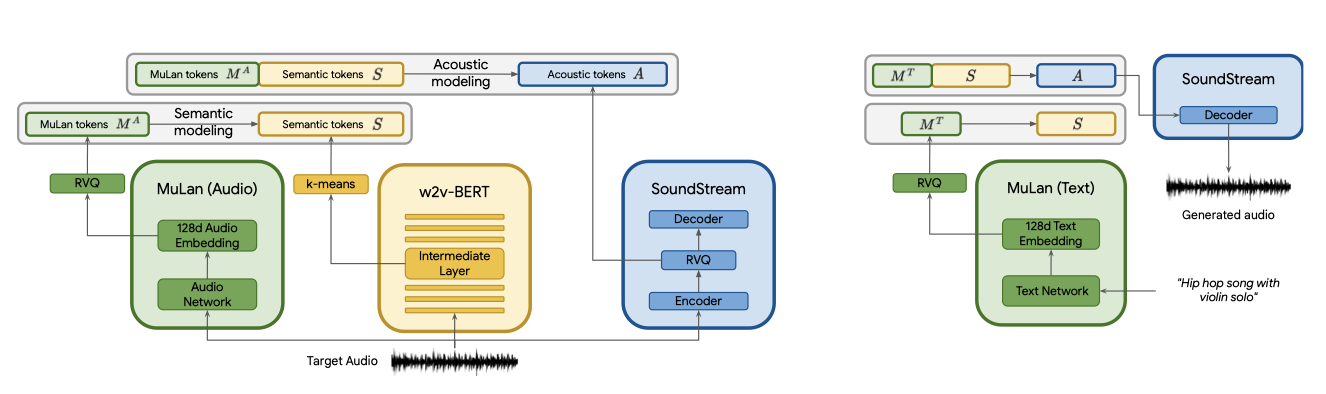 MuLan tokens M^A
Semantic tokens S
Acoustic
modeling
Acoustic tokens A
MuLan tokens M^A
Semantic
modeling
Semantic tokens S
RVQ
MuLan (Audio)
128d Audio
Embedding
Audio
Network
k-means
w2v-BERT
Intermediate
Layer
SoundStream
Decoder
RVQ
Encoder
Target Audio
M^T
S
A
M^T
S
RVQ
MuLan (Text)
128d Text
Embedding
Text Network
SoundStream
Decoder
Generated audio
"Hip hop song with
violin solo"